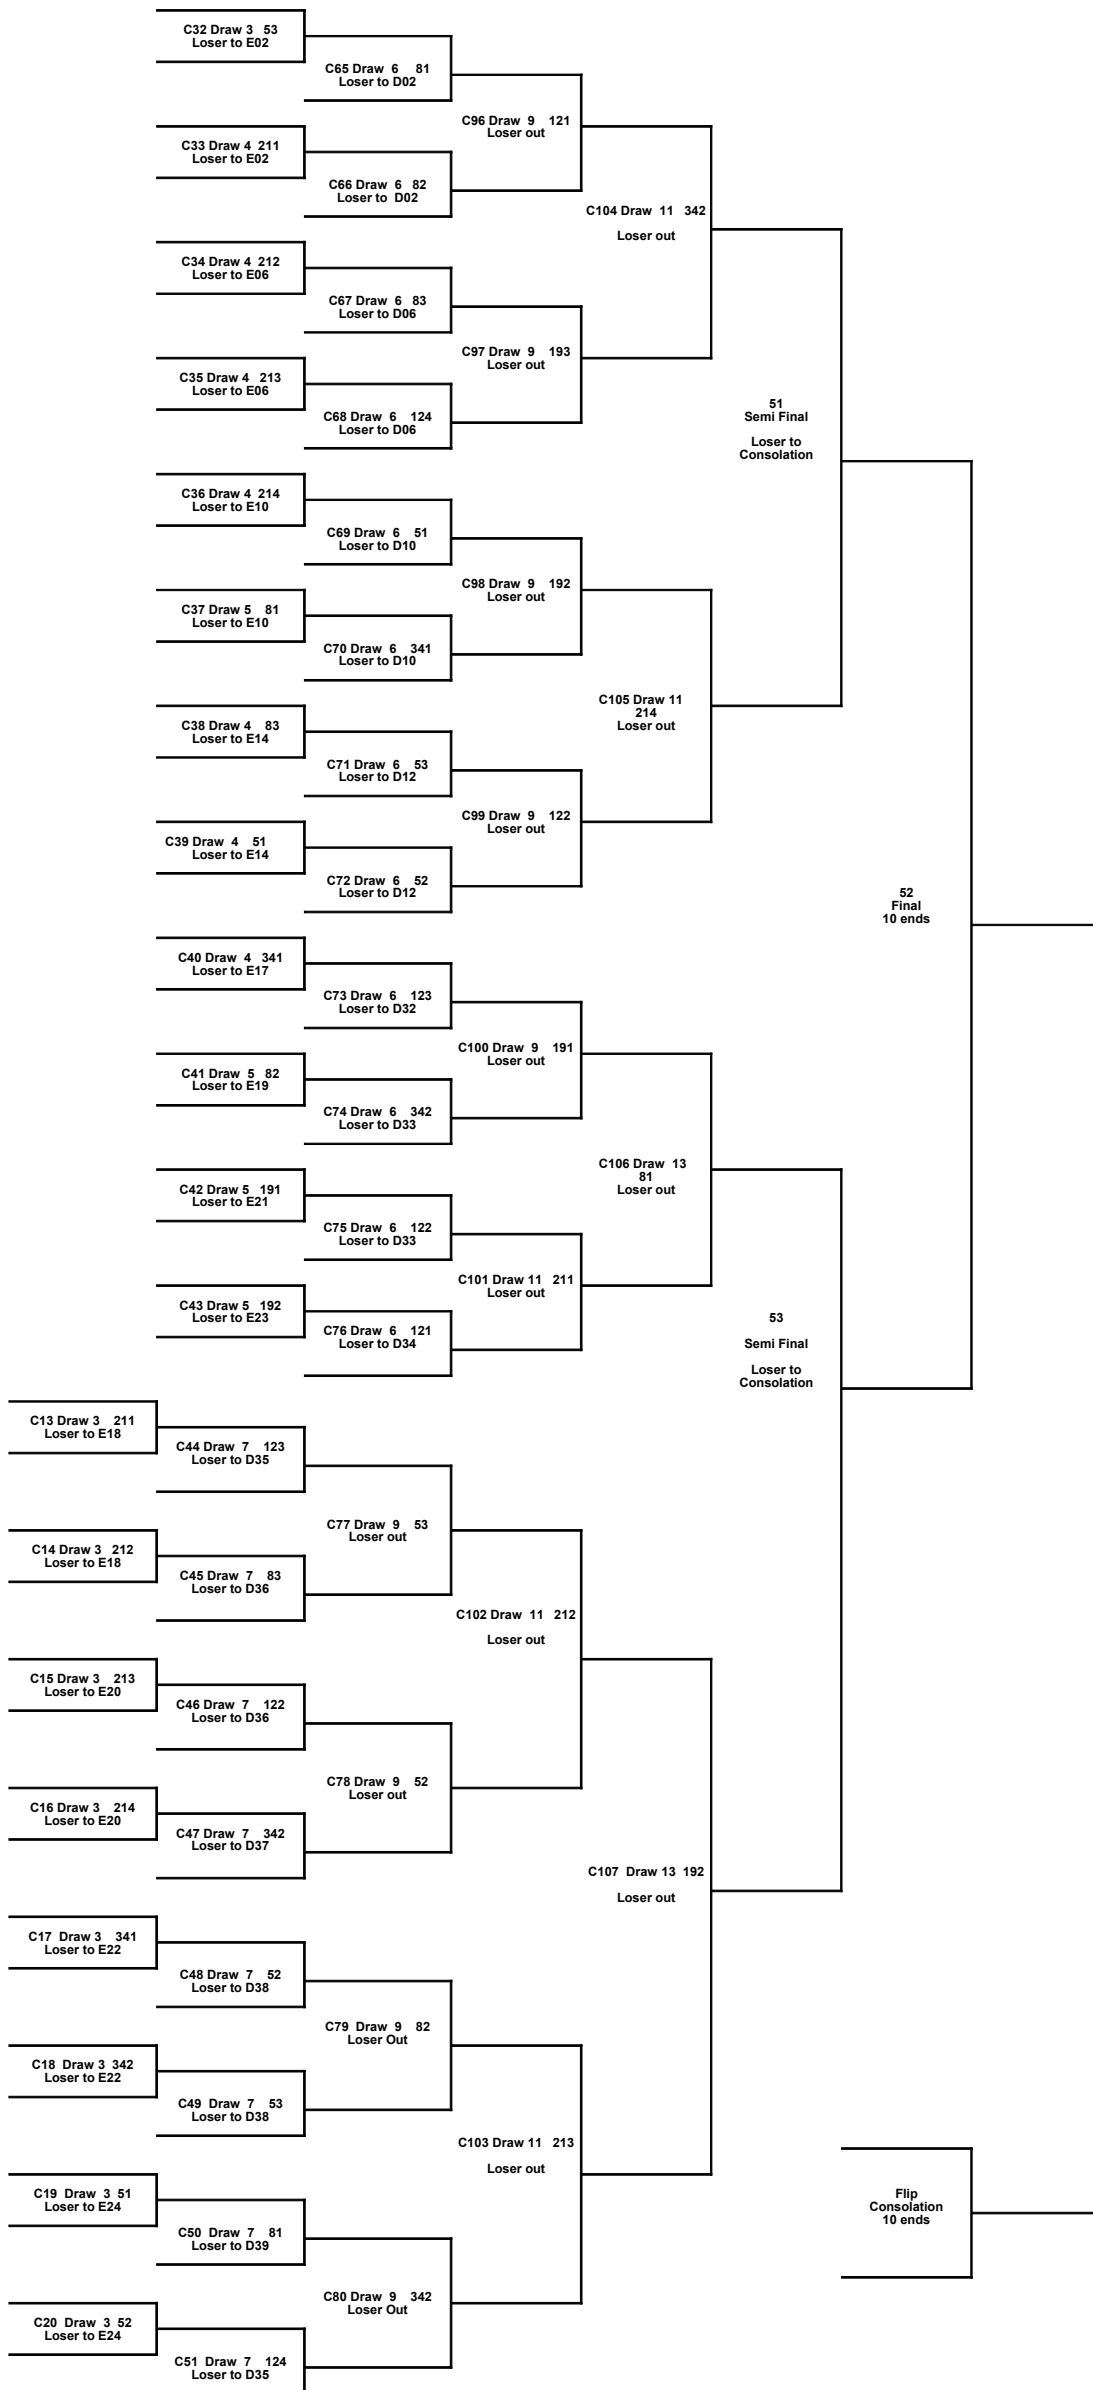 C32 Draw 3 53
Loser to E02
C65 Draw 6 81
Loser to D02
C96 Draw 9 121
Loser out
C33 Draw 4 211
Loser to E02
C66 Draw 6 82
Loser to D02
C104 Draw 11 342
Loser out
C34 Draw 4 212
Loser to E06
C67 Draw 6 83
Loser to D06
C97 Draw 9 193
Loser out
C35 Draw 4 213
Loser to E06
C68 Draw 6 124
Loser to D06
51
Semi Final
Loser to
Consolation
C36 Draw 4 214
Loser to E10
C69 Draw 6 51
Loser to D10
C98 Draw 9 192
Loser out
C37 Draw 5 81
Loser to E10
C70 Draw 6 341
Loser to D10
C105 Draw 11
214
Loser out
C38 Draw 4 83
Loser to E14
C71 Draw 6 53
Loser to D12
C99 Draw 9 122
Loser out
C39 Draw 4 51
Loser to E14
C72 Draw 6 52
Loser to D12
52
Final
10 ends
C40 Draw 4 341
Loser to E17
C73 Draw 6 123
Loser to D32
C100 Draw 9 191
Loser out
C41 Draw 5 82
Loser to E19
C74 Draw 6 342
Loser to D33
C106 Draw 13
81
Loser out
C42 Draw 5 191
Loser to E21
C75 Draw 6 122
Loser to D33
C101 Draw 11 211
Loser out
C43 Draw 5 192
Loser to E23
C76 Draw 6 121
Loser to D34
53
Semi Final
Loser to
Consolation
C13 Draw 3 211
Loser to E18
C44 Draw 7 123
Loser to D35
C77 Draw 9 53
Loser out
C14 Draw 3 212
Loser to E18
C45 Draw 7 83
Loser to D36
C102 Draw 11 212
Loser out
C15 Draw 3 213
Loser to E20
C46 Draw 7 122
Loser to D36
C78 Draw 9 52
Loser out
C16 Draw 3 214
Loser to E20
C47 Draw 7 342
Loser to D37
C107 Draw 13 192
Loser out
C17 Draw 3 341
Loser to E22
C48 Draw 7 52
Loser to D38
C79 Draw 9 82
Loser Out
C18 Draw 3 342
Loser to E22
C49 Draw 7 53
Loser to D38
C103 Draw 11 213
Loser out
C19 Draw 3 51
Loser to E24
C50 Draw 7 81
Loser to D39
Flip
Consolation
10 ends
C80 Draw 9 342
Loser Out
C20 Draw 3 52
Loser to E24
C51 Draw 7 124
Loser to D35